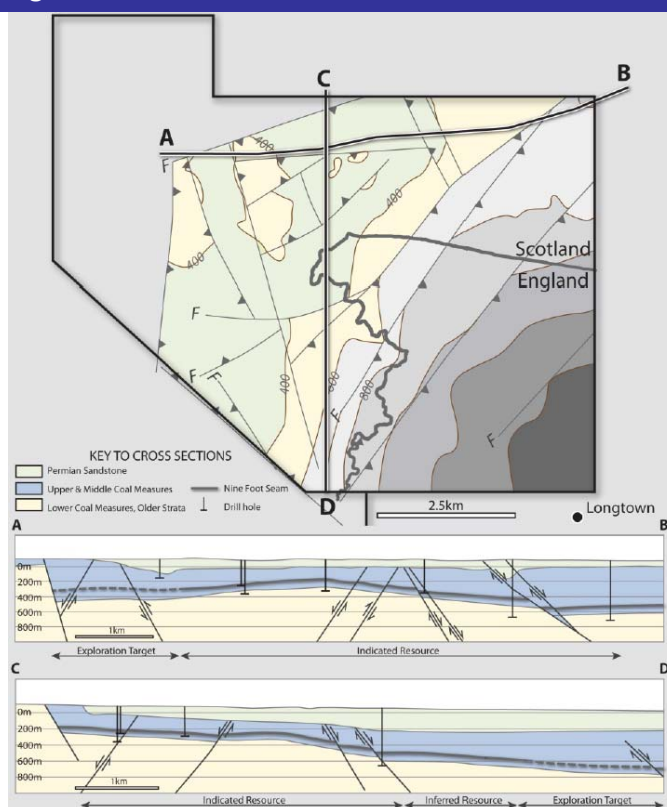 C
B
A
400
F
400
400
Scotland
England
F
400
600
800
F
F
F
F
KEY TO CROSS SECTIONS
Permian Sandstone
Upper & Middle Coal Measures
Nine Foot Seam
Lower Coal Measures, Older Strata
Drill hole
D
2.5km
Longtown
A
B
0m
200m
400m
600m
800m
1km
Exploration Target
Indicated Resource
C
D
0m
200m
400m
600m
800m
1km
Indicated Resource
Inferred Resource
Exploration Target